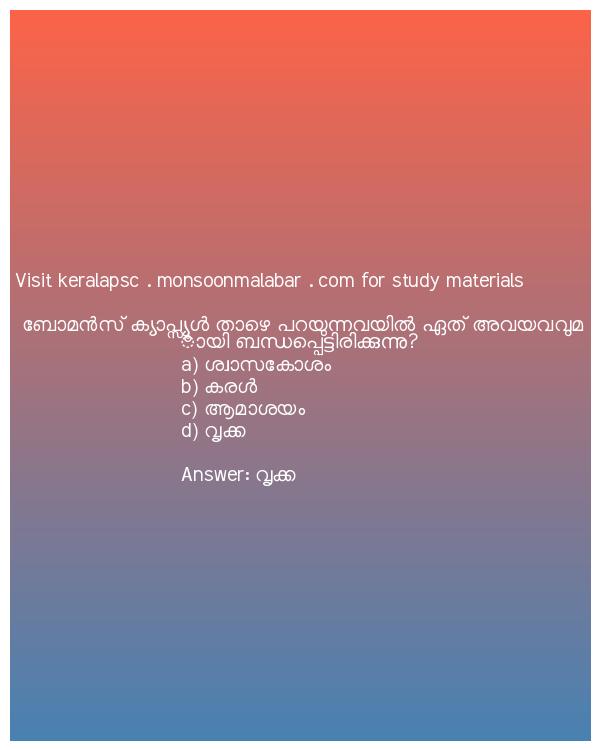 Visit keralapsc . monsoonmalabar . com for study materials
ബോമൻസ് ക്യാപ്സ്യൂൾ താഴെ പറയുന്നവയിൽ ഏത് അവയവവുമ
ായി ബന്ധപ്പെട്ടിരിക്കുന്നു?
a) ശ്വാസകോശം
b) കരൾ
c) ആമാശയം
d) വൃക്ക
Answer: വൃക്ക